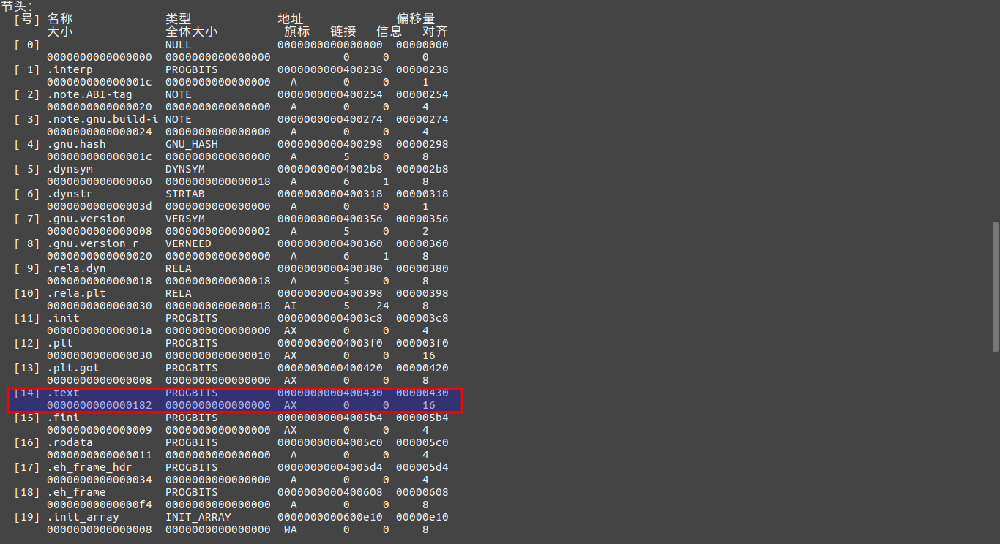 节头：
[号] 名称 类型 地址 偏移量
大小 全体大小 旗标 链接 信息 对齐
[ 0] NULL 0000000000000000 00000000
0000000000000000 0000000000000000 0 0 0
[ 1] .interp PROGBITS 0000000000400238 00000238
000000000000001c 0000000000000000 A 0 0 1
[ 2] .note.ABI-tag NOTE 0000000000400254 00000254
0000000000000020 0000000000000000 A 0 0 4
[ 3] .note.gnu.build-i NOTE 0000000000400274 00000274
0000000000000024 0000000000000000 A 0 0 4
[ 4] .gnu.hash GNU_HASH 0000000000400298 00000298
000000000000001c 0000000000000000 A 5 0 8
[ 5] .dynsym DYNSYM 00000000004002b8 000002b8
0000000000000060 0000000000000018 A 6 1 8
[ 6] .dynstr STRTAB 0000000000400318 00000318
000000000000003d 0000000000000000 A 0 0 1
[ 7] .gnu.version VERSYM 0000000000400356 00000356
0000000000000008 0000000000000002 A 5 0 2
[ 8] .gnu.version_r VERNEED 0000000000400360 00000360
0000000000000020 0000000000000000 A 6 1 8
[ 9] .rela.dyn RELA 0000000000400380 00000380
0000000000000018 0000000000000018 A 5 0 8
[10] .rela.plt RELA 0000000000400398 00000398
0000000000000030 0000000000000018 AI 5 24 8
[11] .init PROGBITS 00000000004003c8 000003c8
000000000000001a 0000000000000000 AX 0 0 4
[12] .plt PROGBITS 00000000004003f0 000003f0
0000000000000030 0000000000000010 AX 0 0 16
[13] .plt.got PROGBITS 0000000000400420 00000420
0000000000000008 0000000000000000 AX 0 0 8
[14] .text PROGBITS 0000000000400430 00000430
0000000000000182 0000000000000000 AX 0 0 16
[15] .fini PROGBITS 00000000004005b4 000005b4
0000000000000009 0000000000000000 AX 0 0 4
[16] .rodata PROGBITS 00000000004005c0 000005c0
0000000000000011 0000000000000000 A 0 0 4
[17] .eh_frame_hdr PROGBITS 00000000004005d4 000005d4
0000000000000034 0000000000000000 A 0 0 4
[18] .eh_frame PROGBITS 0000000000400608 00000608
00000000000000f4 0000000000000000 A 0 0 8
[19] .init_array INIT_ARRAY 0000000000600e10 00000e10
0000000000000008 0000000000000000 WA 0 0 8